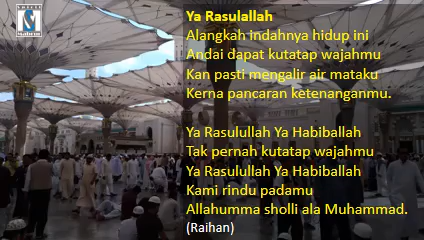 Ya Rasulallah
Alangkah indahnya hidup ini
Andai dapat kutatap wajahmu
Kan pasti mengalir air mataku
Kerna pancaran ketenanganmu.

Ya Rasulullah Ya Habiballah
Tak pernah kutatap wajahmu
Ya Rasulullah Ya Habiballah
Kami rindu padamu
Allahumma sholli ala Muhammad.
(Raihan)